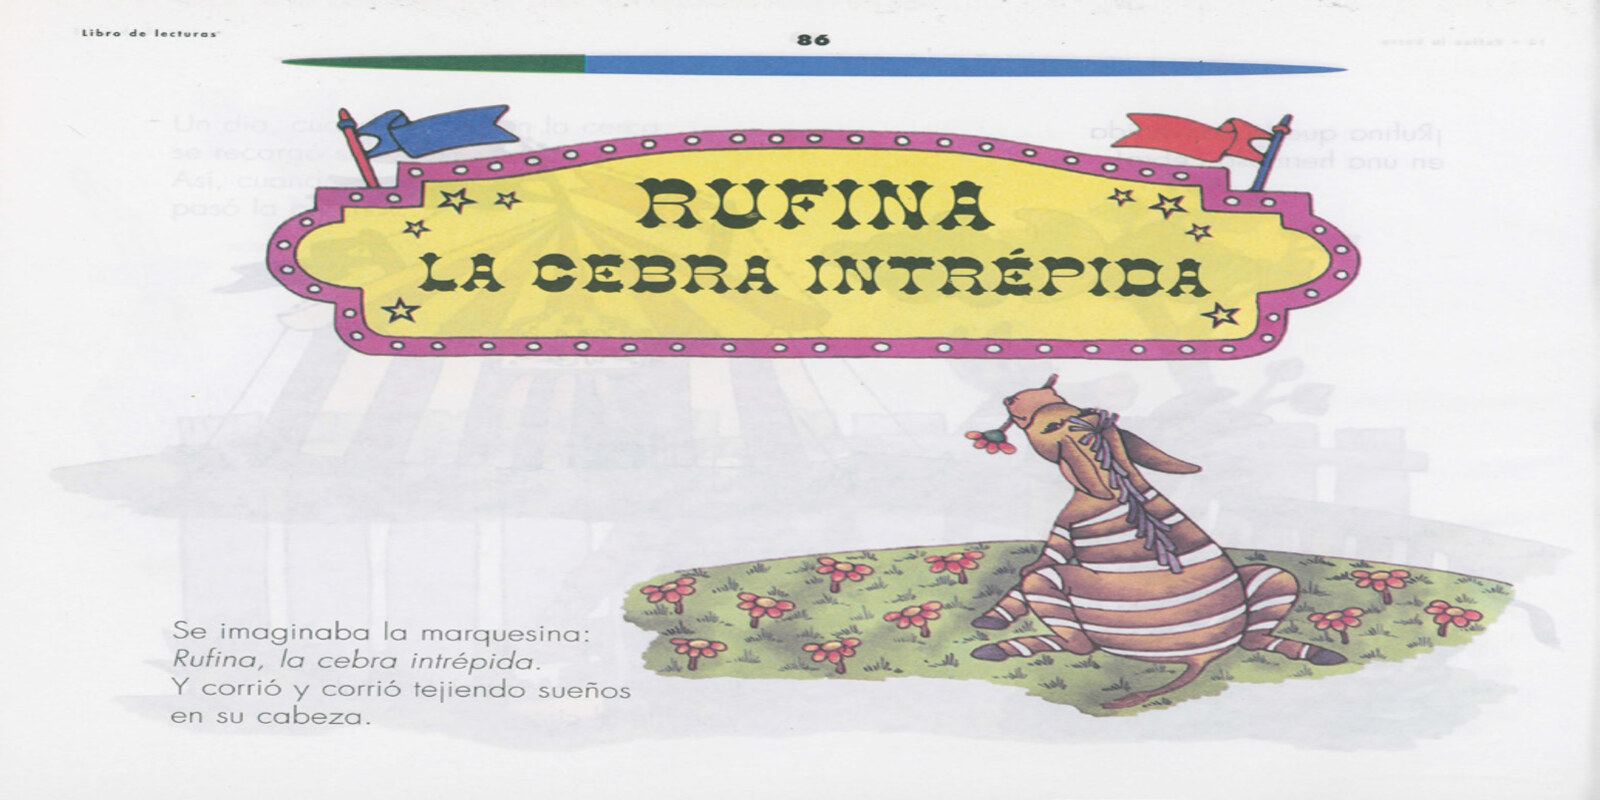 Libro de lecturas
86
RUFINA
LA CEBRA INTRÉPIDA
Se imaginaba la marquesina:
Rufina, la cebra intrépida.
Y corrió y corrió tejiendo sueños
en su cabeza.